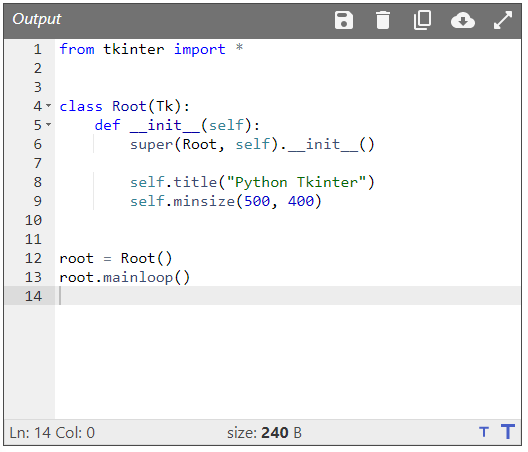 Output
1 from tkinter import *
2
3
4 class Root(Tk):
5     def __init__(self):
6         super(Root, self).__init__()
7
8         self.title("Python Tkinter")
9         self.minsize(500, 400)
10
11
12 root = Root()
13 root.mainloop()
14
Ln: 14 Col: 0 size: 240 B T T